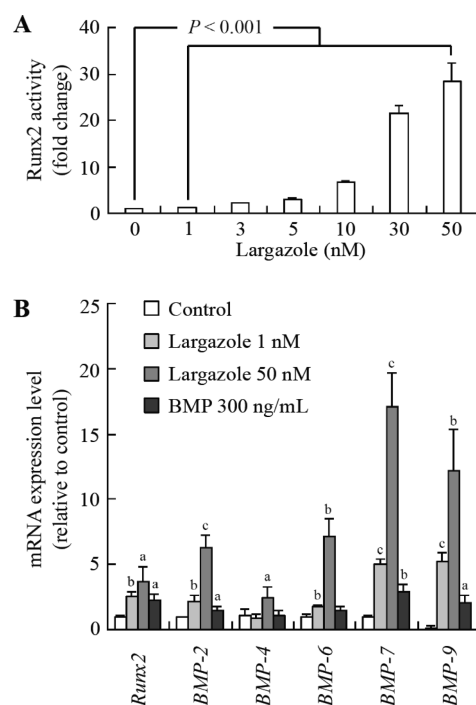 A
P < 0.001
Runx2 activity
(fold change)
40
30
20
10
0
0 1 3 5 10 30 50
Largazole (nM)
B
Control
Largazole 1 nM
Largazole 50 nM
BMP 300 ng/mL
mRNA expression level
(relative to control)
25
20
15
10
5
0
b a a
b c a
a
b b
c c b
c b a
Runx2 BMP-2 BMP-4 BMP-6 BMP-7 BMP-9